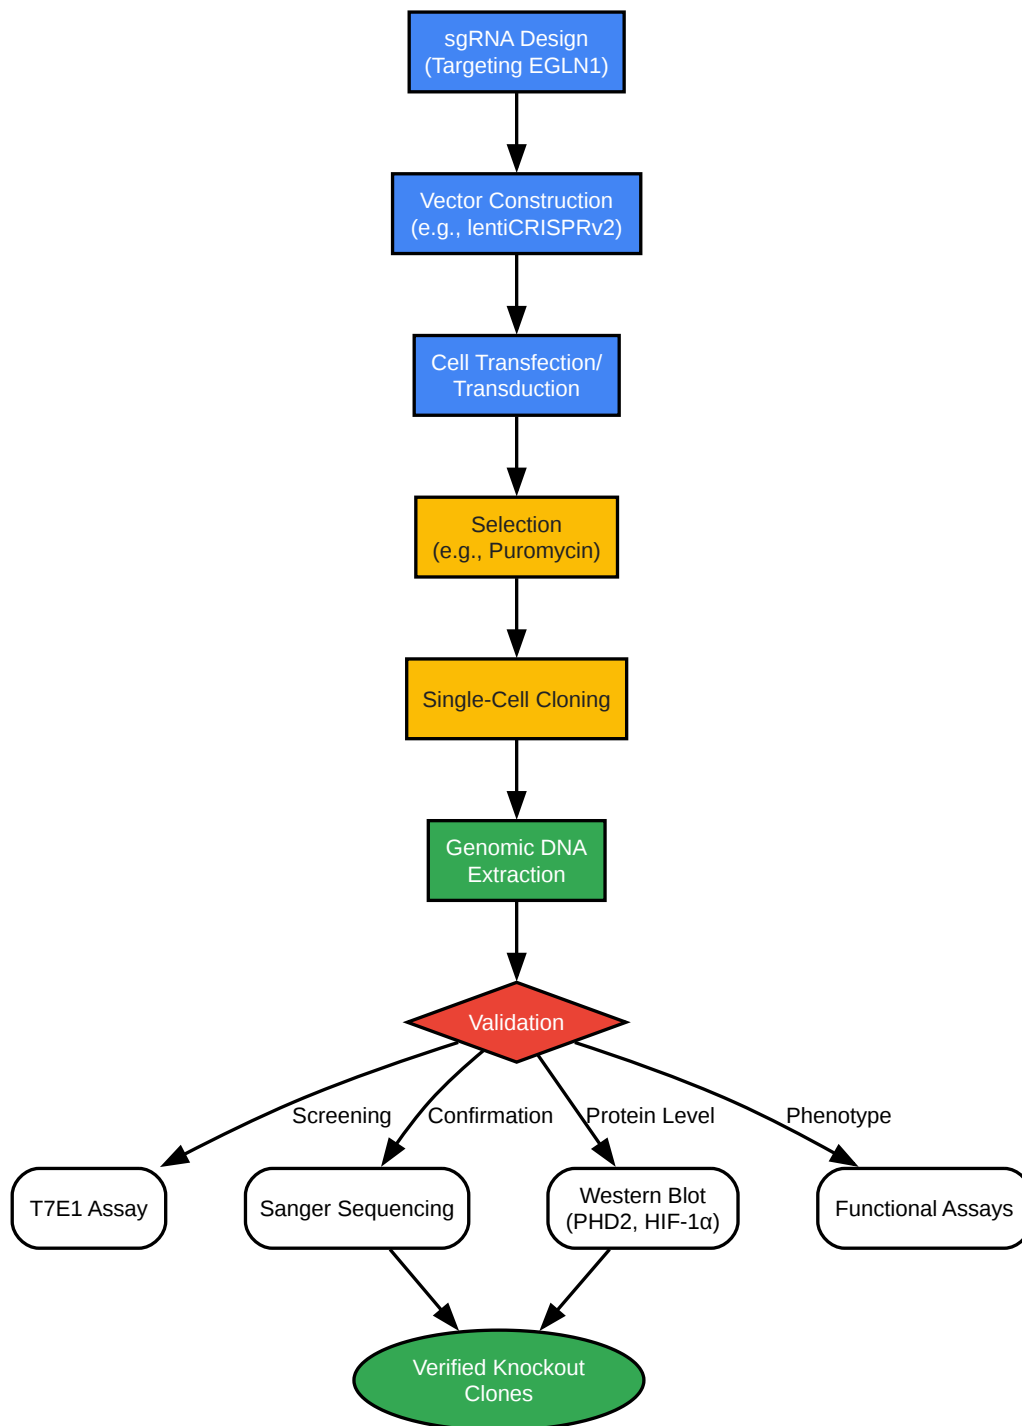 sgRNA Design
(Targeting EGLN1)
Vector Construction
(e.g., lentiCRISPRv2)
Cell Transfection/
Transduction
Selection
(e.g., Puromycin)
Single-Cell Cloning
Genomic DNA
Extraction
Validation
Screening
Confirmation
Protein Level
Phenotype
T7E1 Assay
Sanger Sequencing
Western Blot
(PHD2, HIF-1α)
Functional Assays
Verified Knockout
Clones